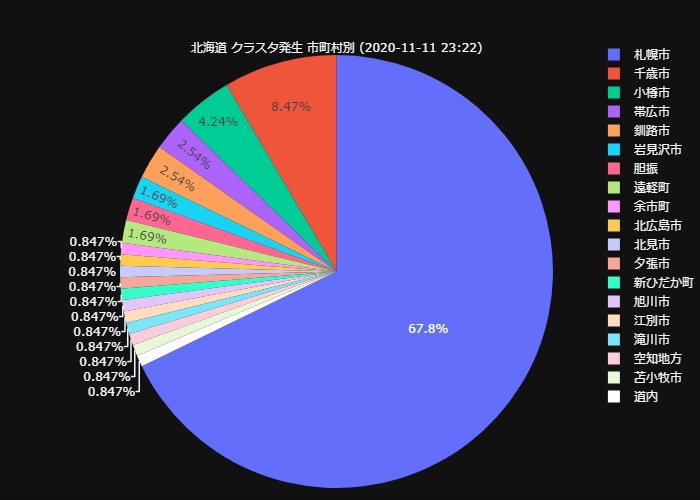 北海道 クラスタ発生 市町村別 (2020-11-11 23:22)
67.8%
8.47%
4.24%
2.54%
2.54%
1.69%
1.69%
1.69%
0.847%
0.847%
0.847%
0.847%
0.847%
0.847%
0.847%
0.847%
0.847%
0.847%
0.847%
札幌市
千歳市
小樽市
帯広市
釧路市
岩見沢市
胆振
遠軽町
余市町
北広島市
北見市
夕張市
新ひだか町
旭川市
江別市
滝川市
空知地方
苫小牧市
道内